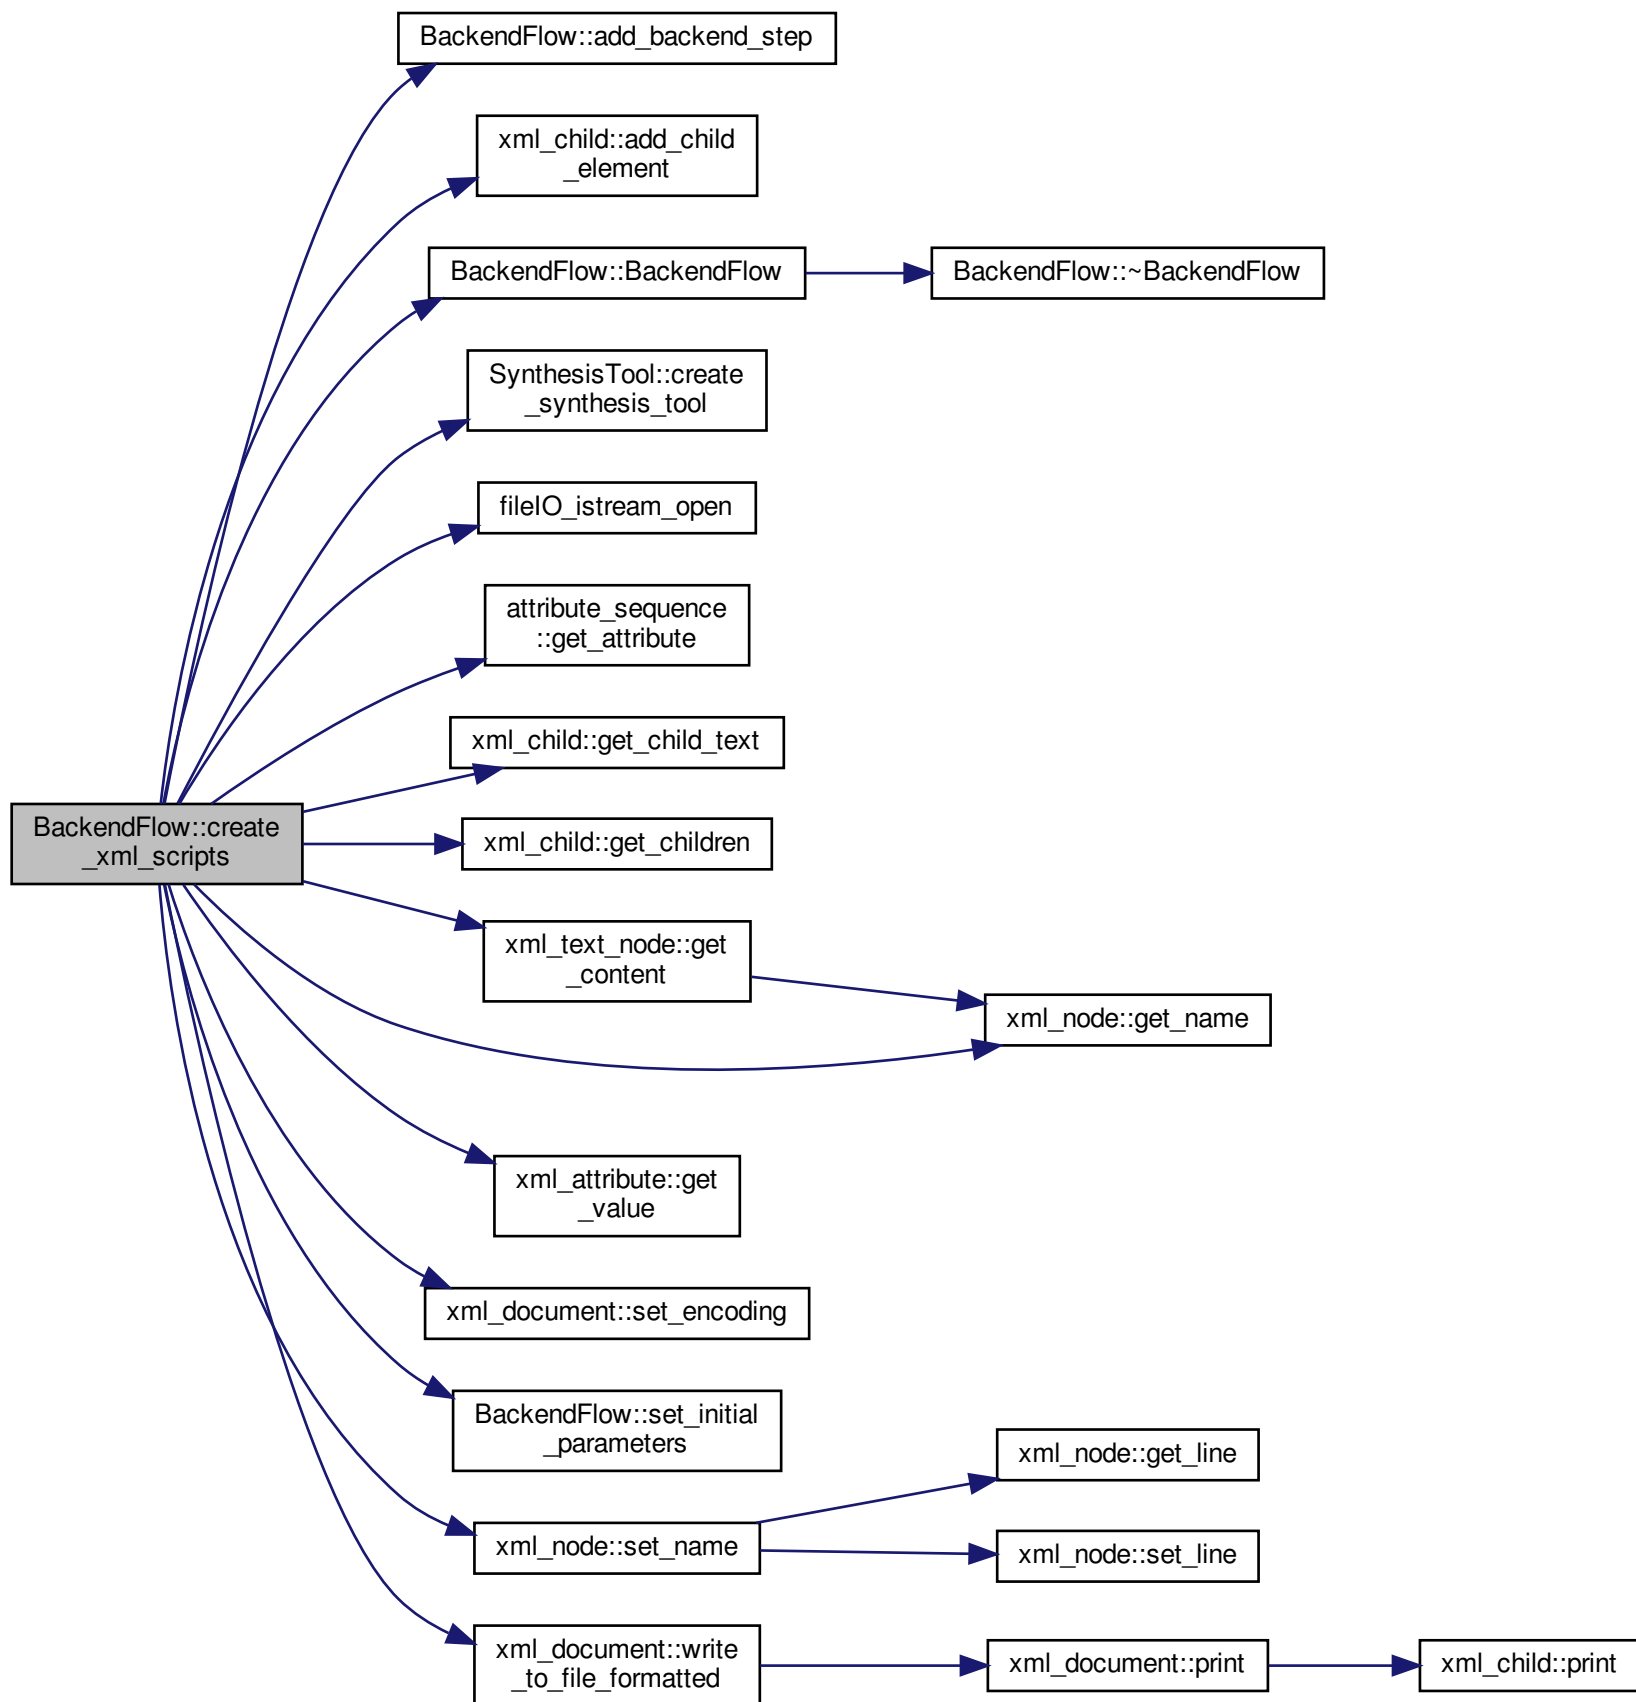 BackendFlow::add_backend_step
xml_child::add_child
_element
BackendFlow::BackendFlow
BackendFlow::~BackendFlow
SynthesisTool::create
_synthesis_tool
fileIO_istream_open
attribute_sequence
::get_attribute
xml_child::get_child_text
BackendFlow::create
_xml_scripts
xml_child::get_children
xml_text_node::get
_content
xml_node::get_name
xml_attribute::get
_value
xml_document::set_encoding
BackendFlow::set_initial
_parameters
xml_node::get_line
xml_node::set_name
xml_node::set_line
xml_document::write
_to_file_formatted
xml_document::print
xml_child::print